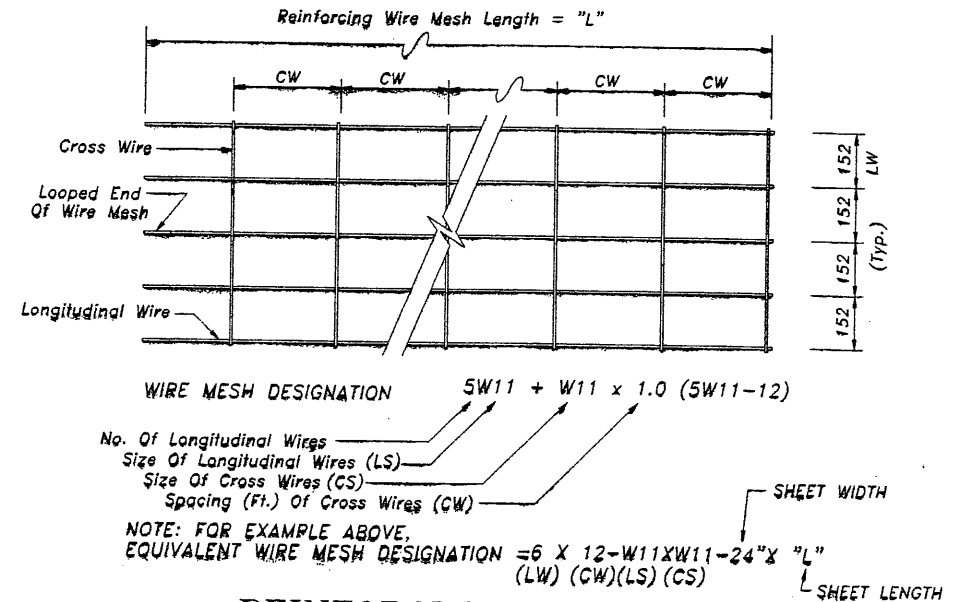 Reinforcing Wire Mesh Length = "L"
CW CW CW CW
Cross Wire
Looped End
Of Wire Mesh
Longitudinal Wire
152
152
152
152
LW
(Typ.)
WIRE MESH DESIGNATION 5W11 + W11 x 1.0 (5W11-12)
No. Of Longitudinal Wires
Size Of Longitudinal Wires (LS)
Size Of Cross Wires (CS)
Spacing (Ft.) Of Cross Wires (CW)
SHEET WIDTH
NOTE: FOR EXAMPLE ABOVE,
EQUIVALENT WIRE MESH DESIGNATION =6 X 12-W11XW11-24"X "L"
(LW) (CW)(LS)(CS)
SHEET LENGTH